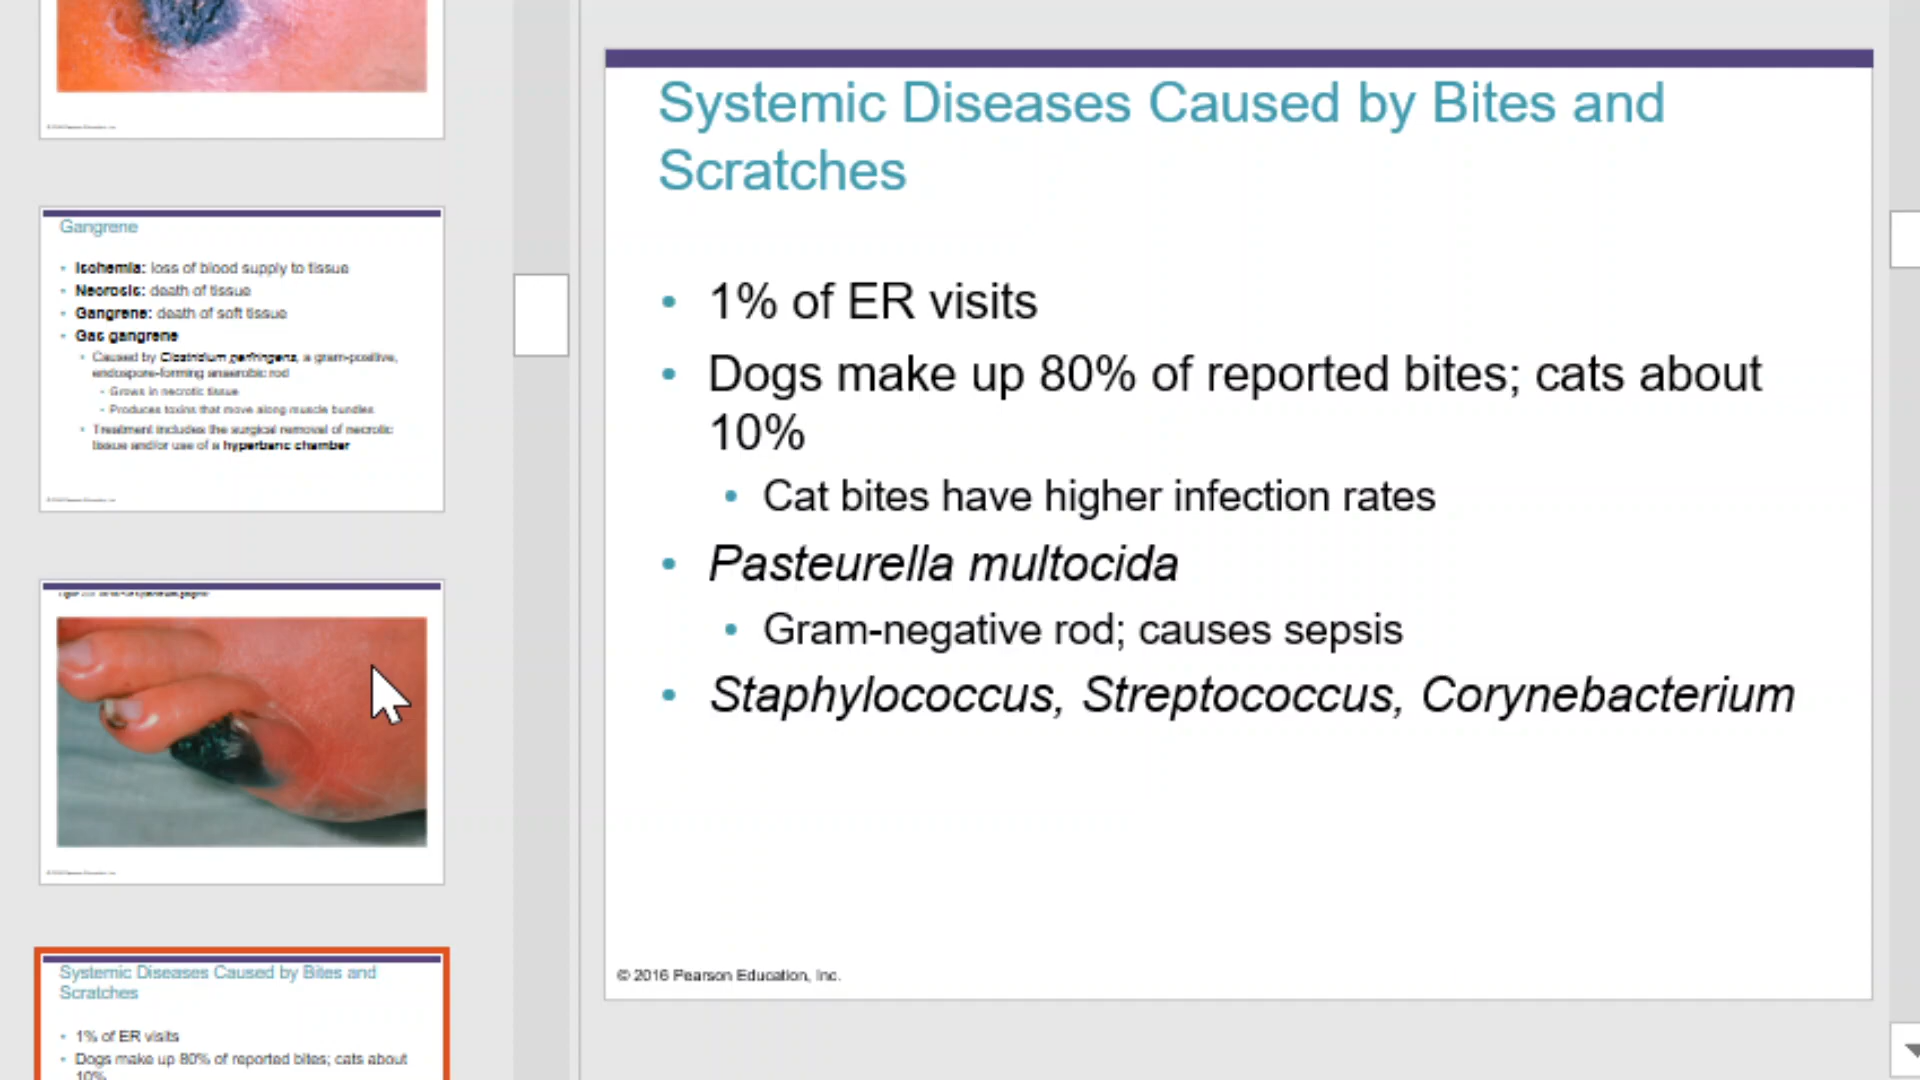 Gangrene
• Ischemia: loss of blood supply to tissue
• Necrosis: death of tissue
• Gangrene: death of soft tissue
• Gas gangrene
• Caused by Clostridium perfringens, a gram-positive,
endospore-forming anaerobic rod
• Grows in necrotic tissue
• Produces toxins that move along muscle bundles
• Treatment includes the surgical removal of necrotic
tissue and/or use of a hyperbaric chamber
Systemic Diseases Caused by Bites and
Scratches
• 1% of ER visits
• Dogs make up 80% of reported bites; cats about
10%
Systemic Diseases Caused by Bites and
Scratches
• 1% of ER visits
• Dogs make up 80% of reported bites; cats about
10%
• Cat bites have higher infection rates
• Pasteurella multocida
• Gram-negative rod; causes sepsis
• Staphylococcus, Streptococcus, Corynebacterium
© 2016 Pearson Education, Inc.